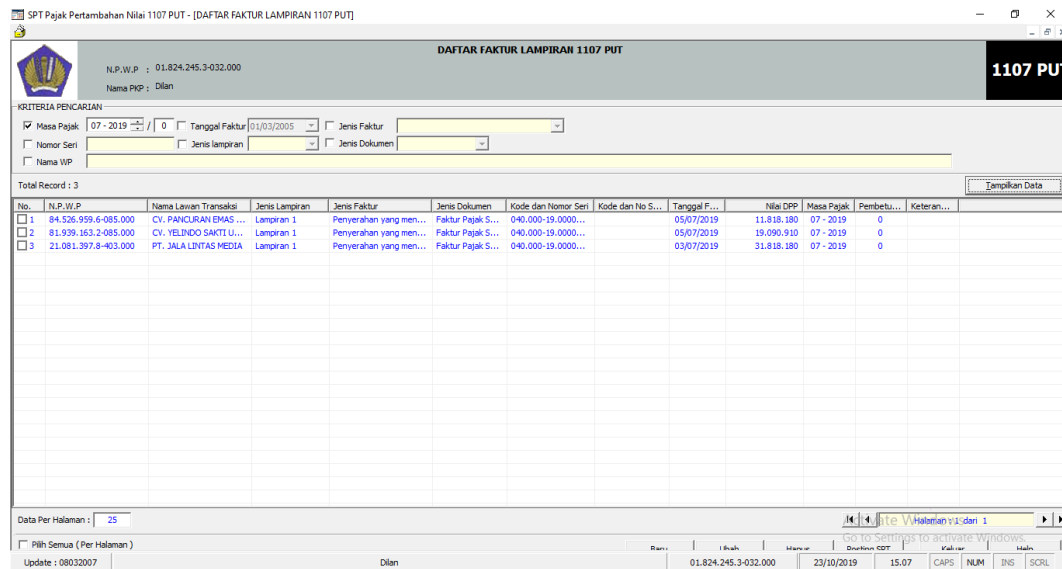 SPT Pajak Pertambahan Nilai 1107 PUT - [DAFTAR FAKTUR LAMPIRAN 1107 PUT]
DAFTAR FAKTUR LAMPIRAN 1107 PUT
N.P.W.P : 01.824.245.3-032.000
1107 PUT
Nama PKP : Dilan
KRITERIA PENCARIAN
Masa Pajak 07 - 2019 / 0 Tanggal Faktur 01/03/2005 Jenis Faktur
Nomor Seri Jenis lampiran Jenis Dokumen
Nama WP
Total Record : 3 Tampilkan Data
No. N.P.W.P Nama Lawan Transaksi Jenis Lampiran Jenis Faktur Jenis Dokumen Kode dan Nomor Seri Kode dan No S... Tanggal F... Nilai DPP Masa Pajak Pembetu... Keteran...
1 84.526.959.6-085.000 CV. PANCURAN EMAS ... Lampiran 1 Penyerahan yang men... Faktur Pajak S... 040.000-19.0000... 05/07/2019 11.818.180 07 - 2019 0
2 81.939.163.2-085.000 CV. YELINDO SAKTI U... Lampiran 1 Penyerahan yang men... Faktur Pajak S... 040.000-19.0000... 05/07/2019 19.090.910 07 - 2019 0
3 21.081.397.8-403.000 PT. JALA LINTAS MEDIA Lampiran 1 Penyerahan yang men... Faktur Pajak S... 040.000-19.0000... 03/07/2019 31.818.180 07 - 2019 0
Data Per Halaman : 25 Halaman : 1 dari 1
Activate Windows
Go to Settings to activate Windows.
Pilih Semua ( Per Halaman ) Baru Ubah Hapus Posting SPT Keluar Help
Update : 08032007 Dilan 01.824.245.3-032.000 23/10/2019 15.07 CAPS NUM INS SCRL